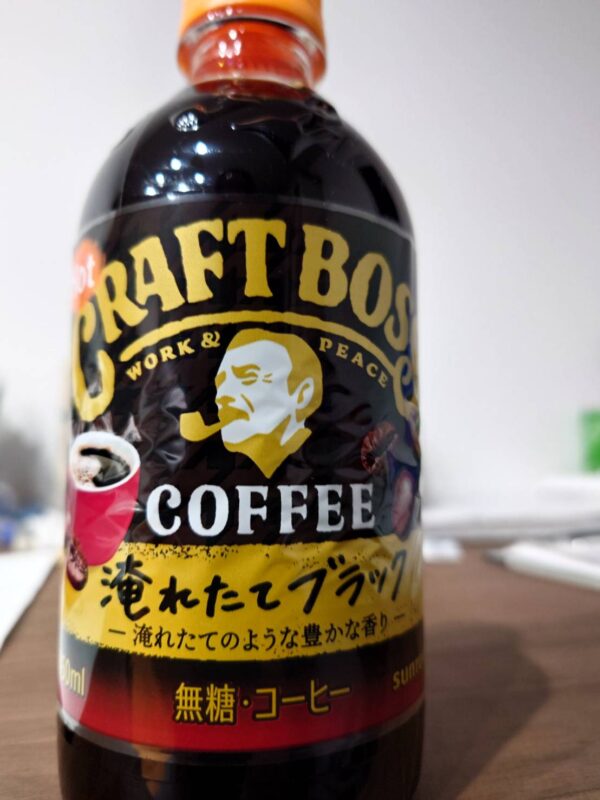 CRAFT BOSS
WORK & PEACE
COFFEE
淹れたてブラック
― 淹れたてのような豊かな香り ―
無糖・コーヒー